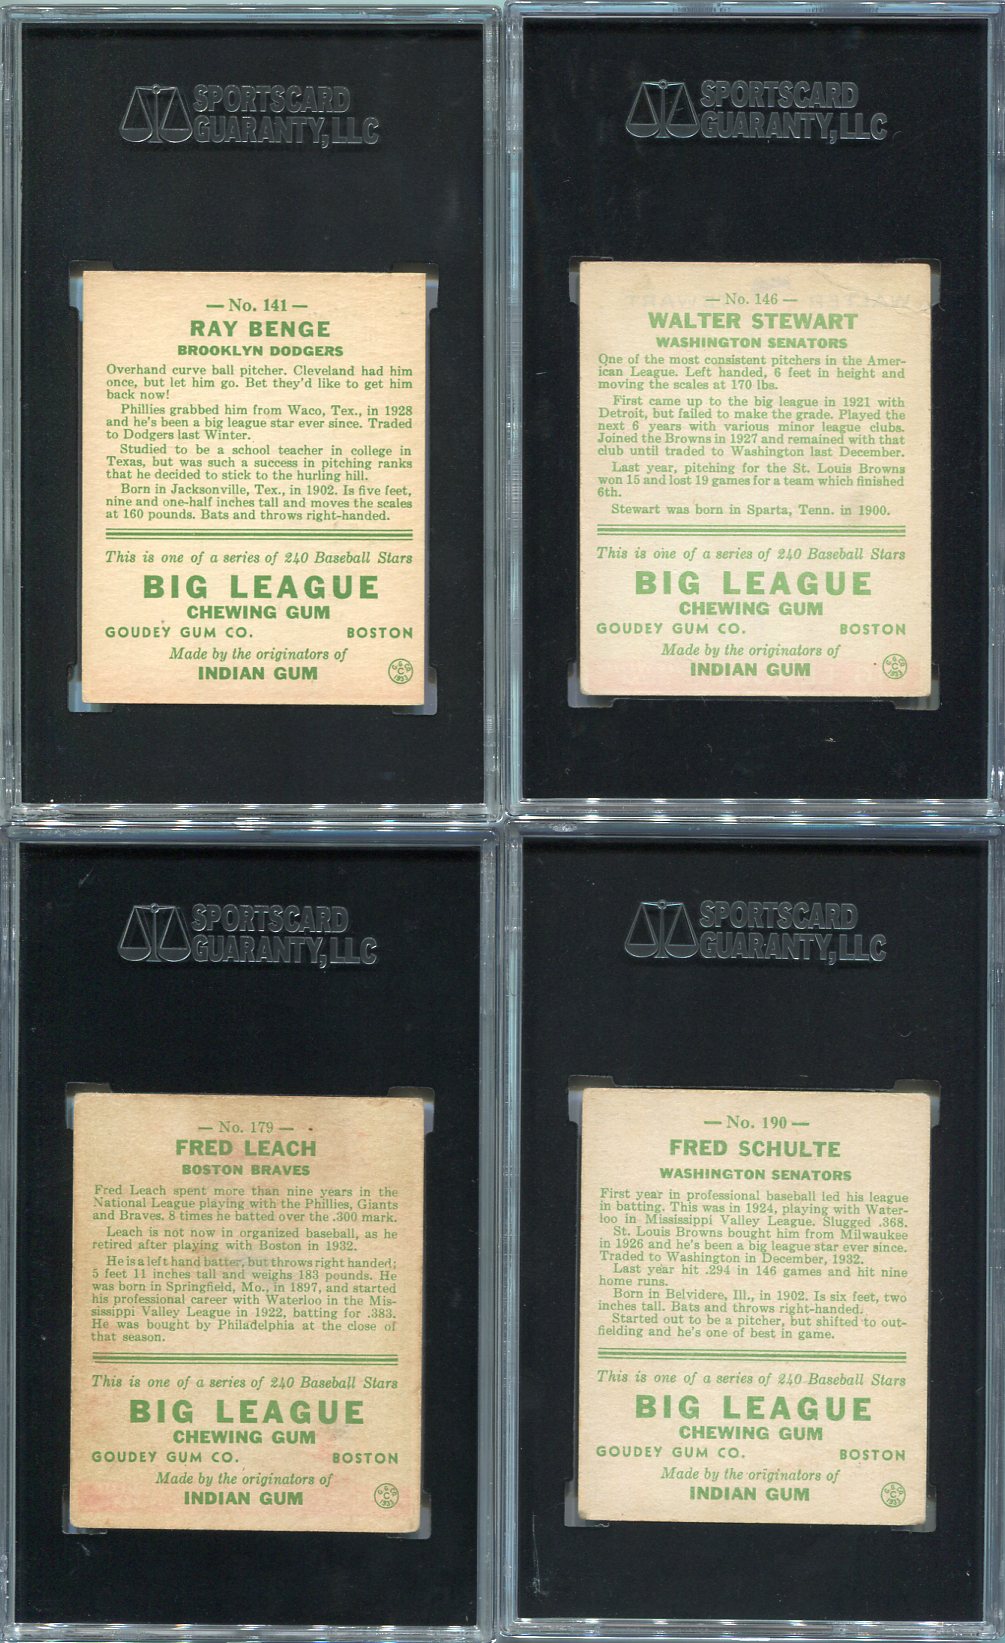 SPORTSCARD
GUARANTY, LLC
— No. 141 —
RAY BENGE
BROOKLYN DODGERS
Overhand curve ball pitcher. Cleveland had him
once, but let him go. Bet they'd like to get him
back now!
Phillies grabbed him from Waco, Tex., in 1928
and he's been a big league star ever since. Traded
to Dodgers last Winter.
Studied to be a school teacher in college in
Texas, but was such a success in pitching ranks
that he decided to stick to the hurling hill.
Born in Jacksonville, Tex., in 1902. Is five feet,
nine and one-half inches tall and moves the scales
at 160 pounds. Bats and throws right-handed.
This is one of a series of 240 Baseball Stars
BIG LEAGUE
CHEWING GUM
GOUDEY GUM CO. BOSTON
Made by the originators of
INDIAN GUM
G. G. CO.
C
1933
SPORTSCARD
GUARANTY, LLC
— No. 146 —
WALTER STEWART
WASHINGTON SENATORS
One of the most consistent pitchers in the Amer-
ican League. Left handed, 6 feet in height and
moving the scales at 170 lbs.
First came up to the big league in 1921 with
Detroit, but failed to make the grade. Played the
next 6 years with various minor league clubs.
Joined the Browns in 1927 and remained with that
club until traded to Washington last December.
Last year, pitching for the St. Louis Browns
won 15 and lost 19 games for a team which finished
6th.
Stewart was born in Sparta, Tenn. in 1900.
This is one of a series of 240 Baseball Stars
BIG LEAGUE
CHEWING GUM
GOUDEY GUM CO. BOSTON
Made by the originators of
INDIAN GUM
G. G. CO.
C
1933
SPORTSCARD
GUARANTY, LLC
— No. 179 —
FRED LEACH
BOSTON BRAVES
Fred Leach spent more than nine years in the
National League playing with the Phillies, Giants
and Braves. 8 times he batted over the .300 mark.
Leach is not now in organized baseball, as he
retired after playing with Boston in 1932.
He is a left hand batter, but throws right handed;
5 feet 11 inches tall and weighs 183 pounds. He
was born in Springfield, Mo., in 1897, and started
his professional career with Waterloo in the Mis-
sissippi Valley League in 1922, batting for .383.
He was bought by Philadelphia at the close of
that season.
This is one of a series of 240 Baseball Stars
BIG LEAGUE
CHEWING GUM
GOUDEY GUM CO. BOSTON
Made by the originators of
INDIAN GUM
G. G. CO.
C
1933
SPORTSCARD
GUARANTY, LLC
— No. 190 —
FRED SCHULTE
WASHINGTON SENATORS
First year in professional baseball led his league
in batting. This was in 1924, playing with Water-
loo in Mississippi Valley League. Slugged .368.
St. Louis Browns bought him from Milwaukee
in 1926 and he's been a big league star ever since.
Traded to Washington in December, 1932.
Last year hit .294 in 146 games and hit nine
home runs.
Born in Belvidere, Ill., in 1902. Is six feet, two
inches tall. Bats and throws right-handed.
Started out to be a pitcher, but shifted to out-
fielding and he's one of best in game.
This is one of a series of 240 Baseball Stars
BIG LEAGUE
CHEWING GUM
GOUDEY GUM CO. BOSTON
Made by the originators of
INDIAN GUM
G. G. CO.
C
1933